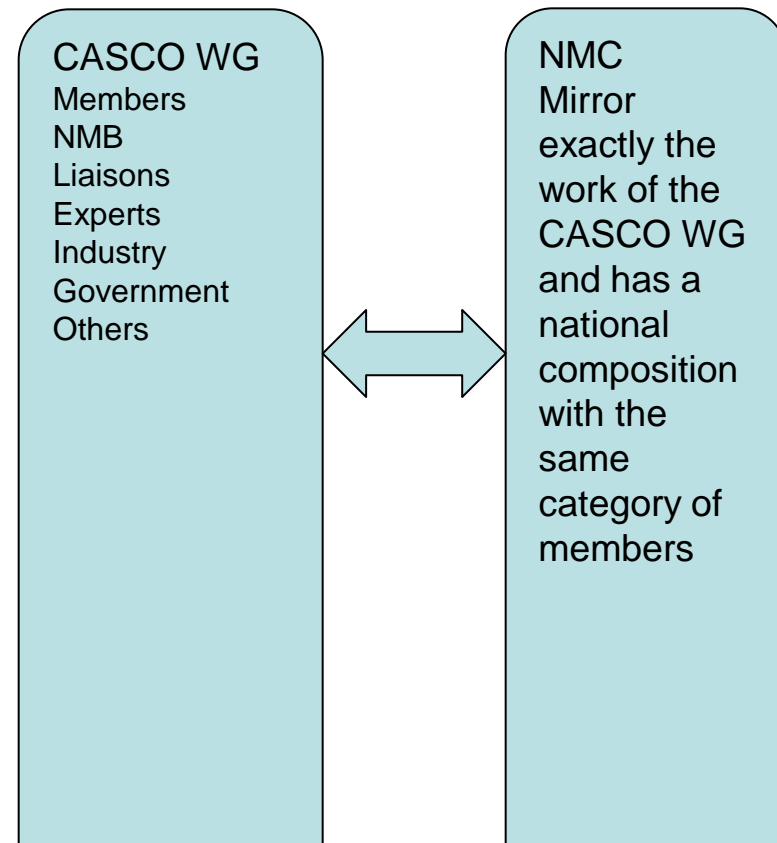 CASCO WG
Members
NMB
Liaisons
Experts
Industry
Government
Others
NMC
Mirror
exactly the
work of the
CASCO WG
and has a
national
composition
with the
same
category of
members